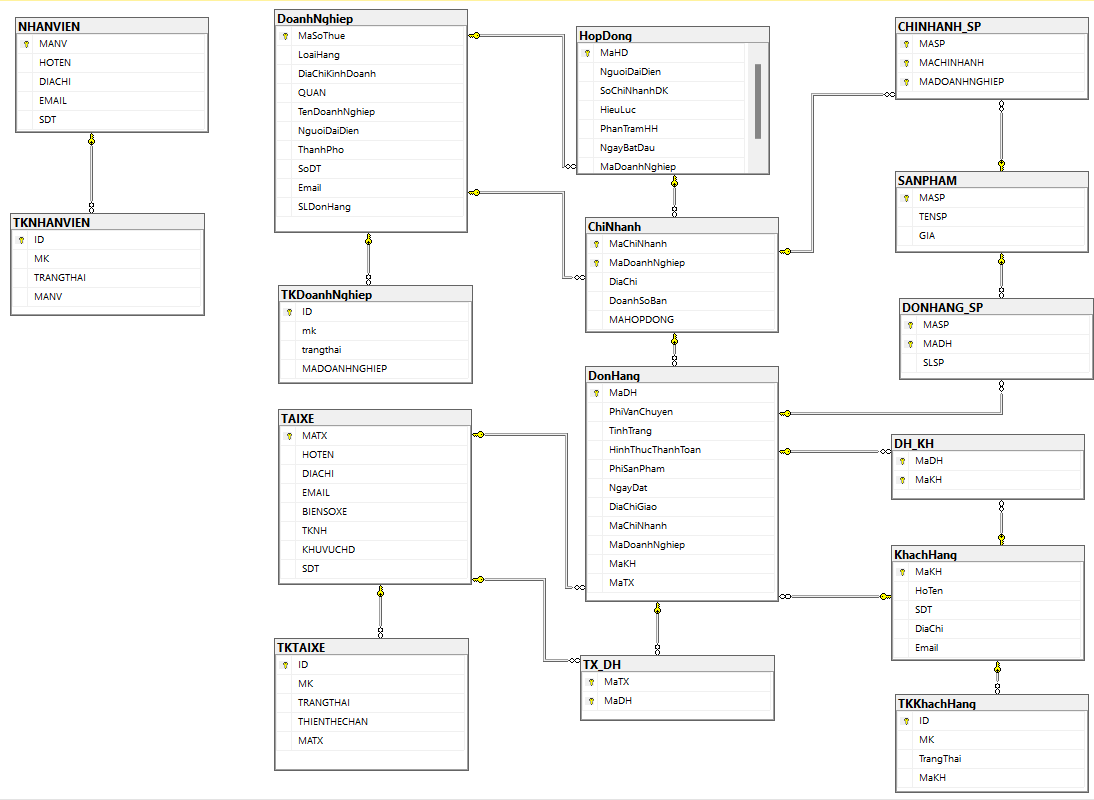 NHANVIEN
MANV
HOTEN
DIACHI
EMAIL
SDT
TKNHANVIEN
ID
MK
TRANGTHAI
MANV
DoanhNghiep
MaSoThue
LoaiHang
DiaChiKinhDoanh
QUAN
TenDoanhNghiep
NguoiDaiDien
ThanhPho
SoDT
Email
SLDonHang
TKDoanhNghiep
ID
mk
trangthai
MADOANHNGHIEP
TAIXE
MATX
HOTEN
DIACHI
EMAIL
BIENSOXE
TKNH
KHUVUCHD
SDT
TKTAIXE
ID
MK
TRANGTHAI
THIENTHECHAN
MATX
HopDong
MaHD
NguoiDaiDien
SoChiNhanhDK
HieuLuc
PhanTramHH
NgayBatDau
MaDoanhNghiep
ChiNhanh
MaChiNhanh
MaDoanhNghiep
DiaChi
DoanhSoBan
MAHOPDONG
DonHang
MaDH
PhiVanChuyen
TinhTrang
HinhThucThanhToan
PhiSanPham
NgayDat
DiaChiGiao
MaChiNhanh
MaDoanhNghiep
MaKH
MaTX
TX_DH
MaTX
MaDH
CHINHANH_SP
MASP
MACHINHANH
MADOANHNGHIEP
SANPHAM
MASP
TENSP
GIA
DONHANG_SP
MASP
MADH
SLSP
DH_KH
MaDH
MaKH
KhachHang
MaKH
HoTen
SDT
DiaChi
Email
TKKhachHang
ID
MK
TrangThai
MaKH